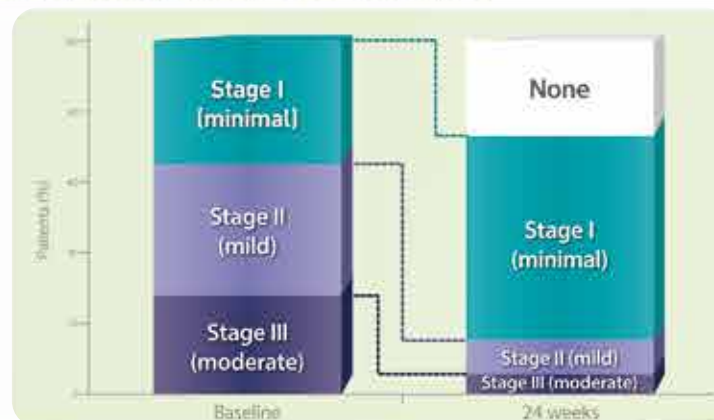 Stage I
(minimal)
Stage II
(mild)
Stage III
(moderate)
None
Stage I
(minimal)
Stage II (mild)
Stage III (moderate)
Patients (%)
Baseline
24 weeks